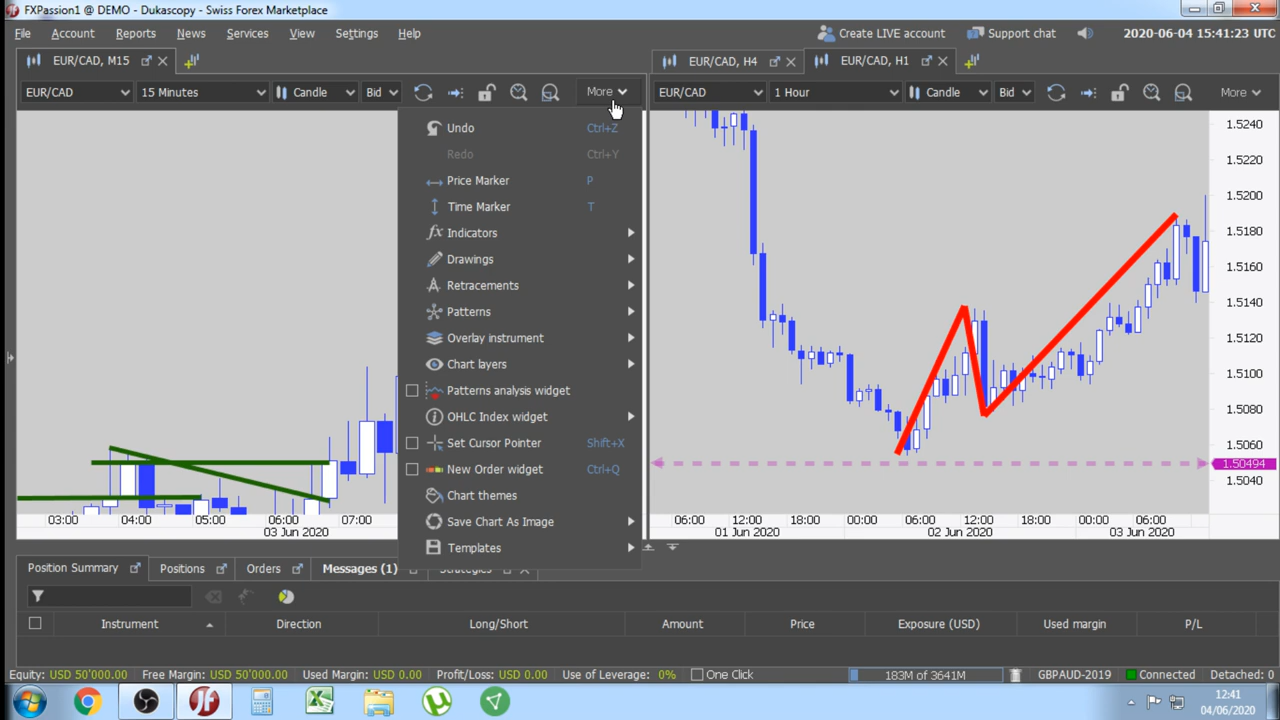 FXPassion1 @ DEMO - Dukascopy - Swiss Forex Marketplace
File Account Reports News Services View Settings Help Create LIVE account Support chat 2020-06-04 15:41:23 UTC
EUR/CAD, M15
EUR/CAD, H4 EUR/CAD, H1
EUR/CAD 15 Minutes Candle Bid More
EUR/CAD 1 Hour Candle Bid More
Undo Ctrl+Z
Redo Ctrl+Y
Price Marker P
Time Marker T
Indicators
Drawings
Retracements
Patterns
Overlay instrument
Chart layers
Patterns analysis widget
OHLC Index widget
Set Cursor Pointer Shift+X
New Order widget Ctrl+Q
Chart themes
Save Chart As Image
Templates
1.5240
1.5220
1.5200
1.5180
1.5160
1.5140
1.5120
1.5100
1.5080
1.5060
1.50494
1.5040
03:00 04:00 05:00 06:00 07:00
03 Jun 2020
06:00 12:00 18:00 00:00 06:00 12:00 18:00 00:00 06:00
01 Jun 2020 02 Jun 2020 03 Jun 2020
Position Summary Positions Orders Messages (1) Strategies
Instrument Direction Long/Short Amount Price Exposure (USD) Used margin P/L
Equity: USD 50'000.00 Free Margin: USD 50'000.00 Used Margin: USD 0.00 Profit/Loss: USD 0.00 Use of Leverage: 0% One Click 183M of 3641M GBPAUD-2019 Connected Detached: 0
12:41
04/06/2020